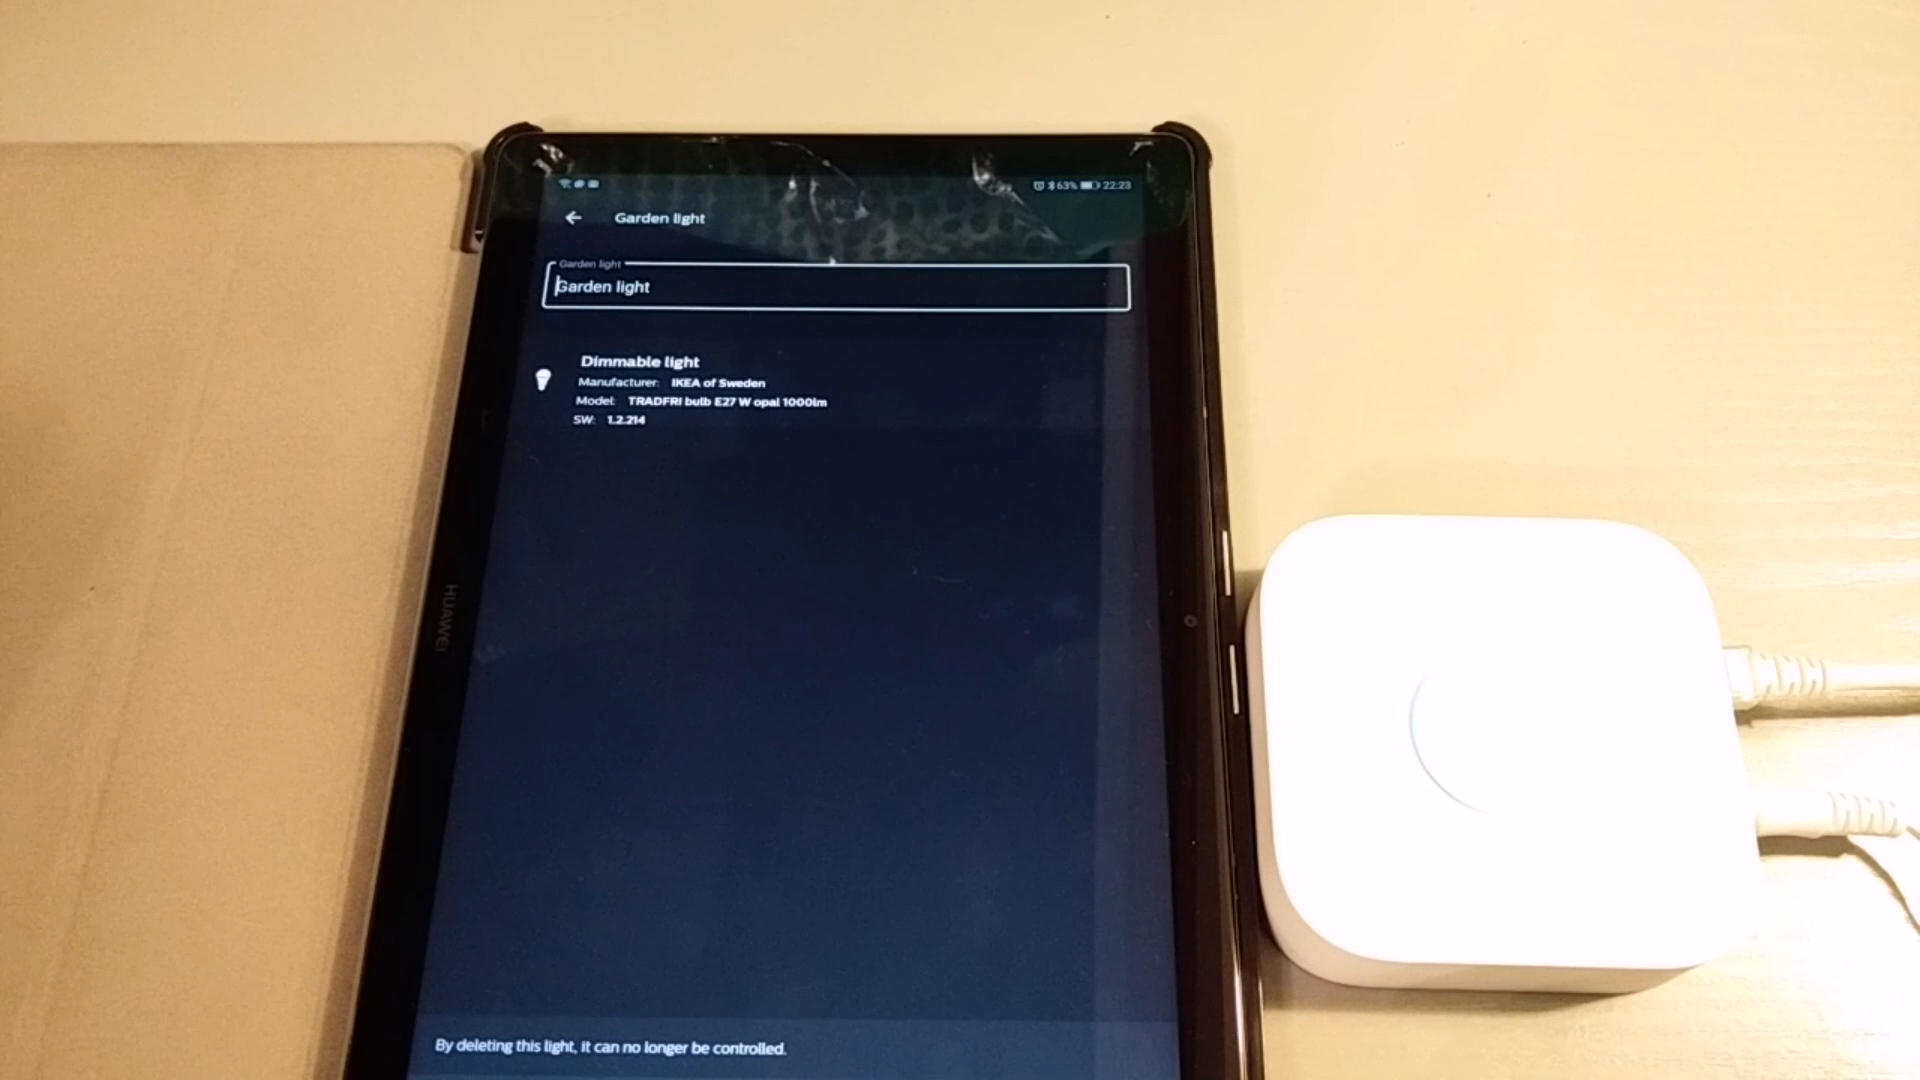 63% 22:23
Garden light
Garden light
Garden light
Dimmable light
Manufacturer: IKEA of Sweden
Model: TRADFRI bulb E27 W opal 1000lm
SW: 1.2.214
HUAWEI
By deleting this light, it can no longer be controlled.